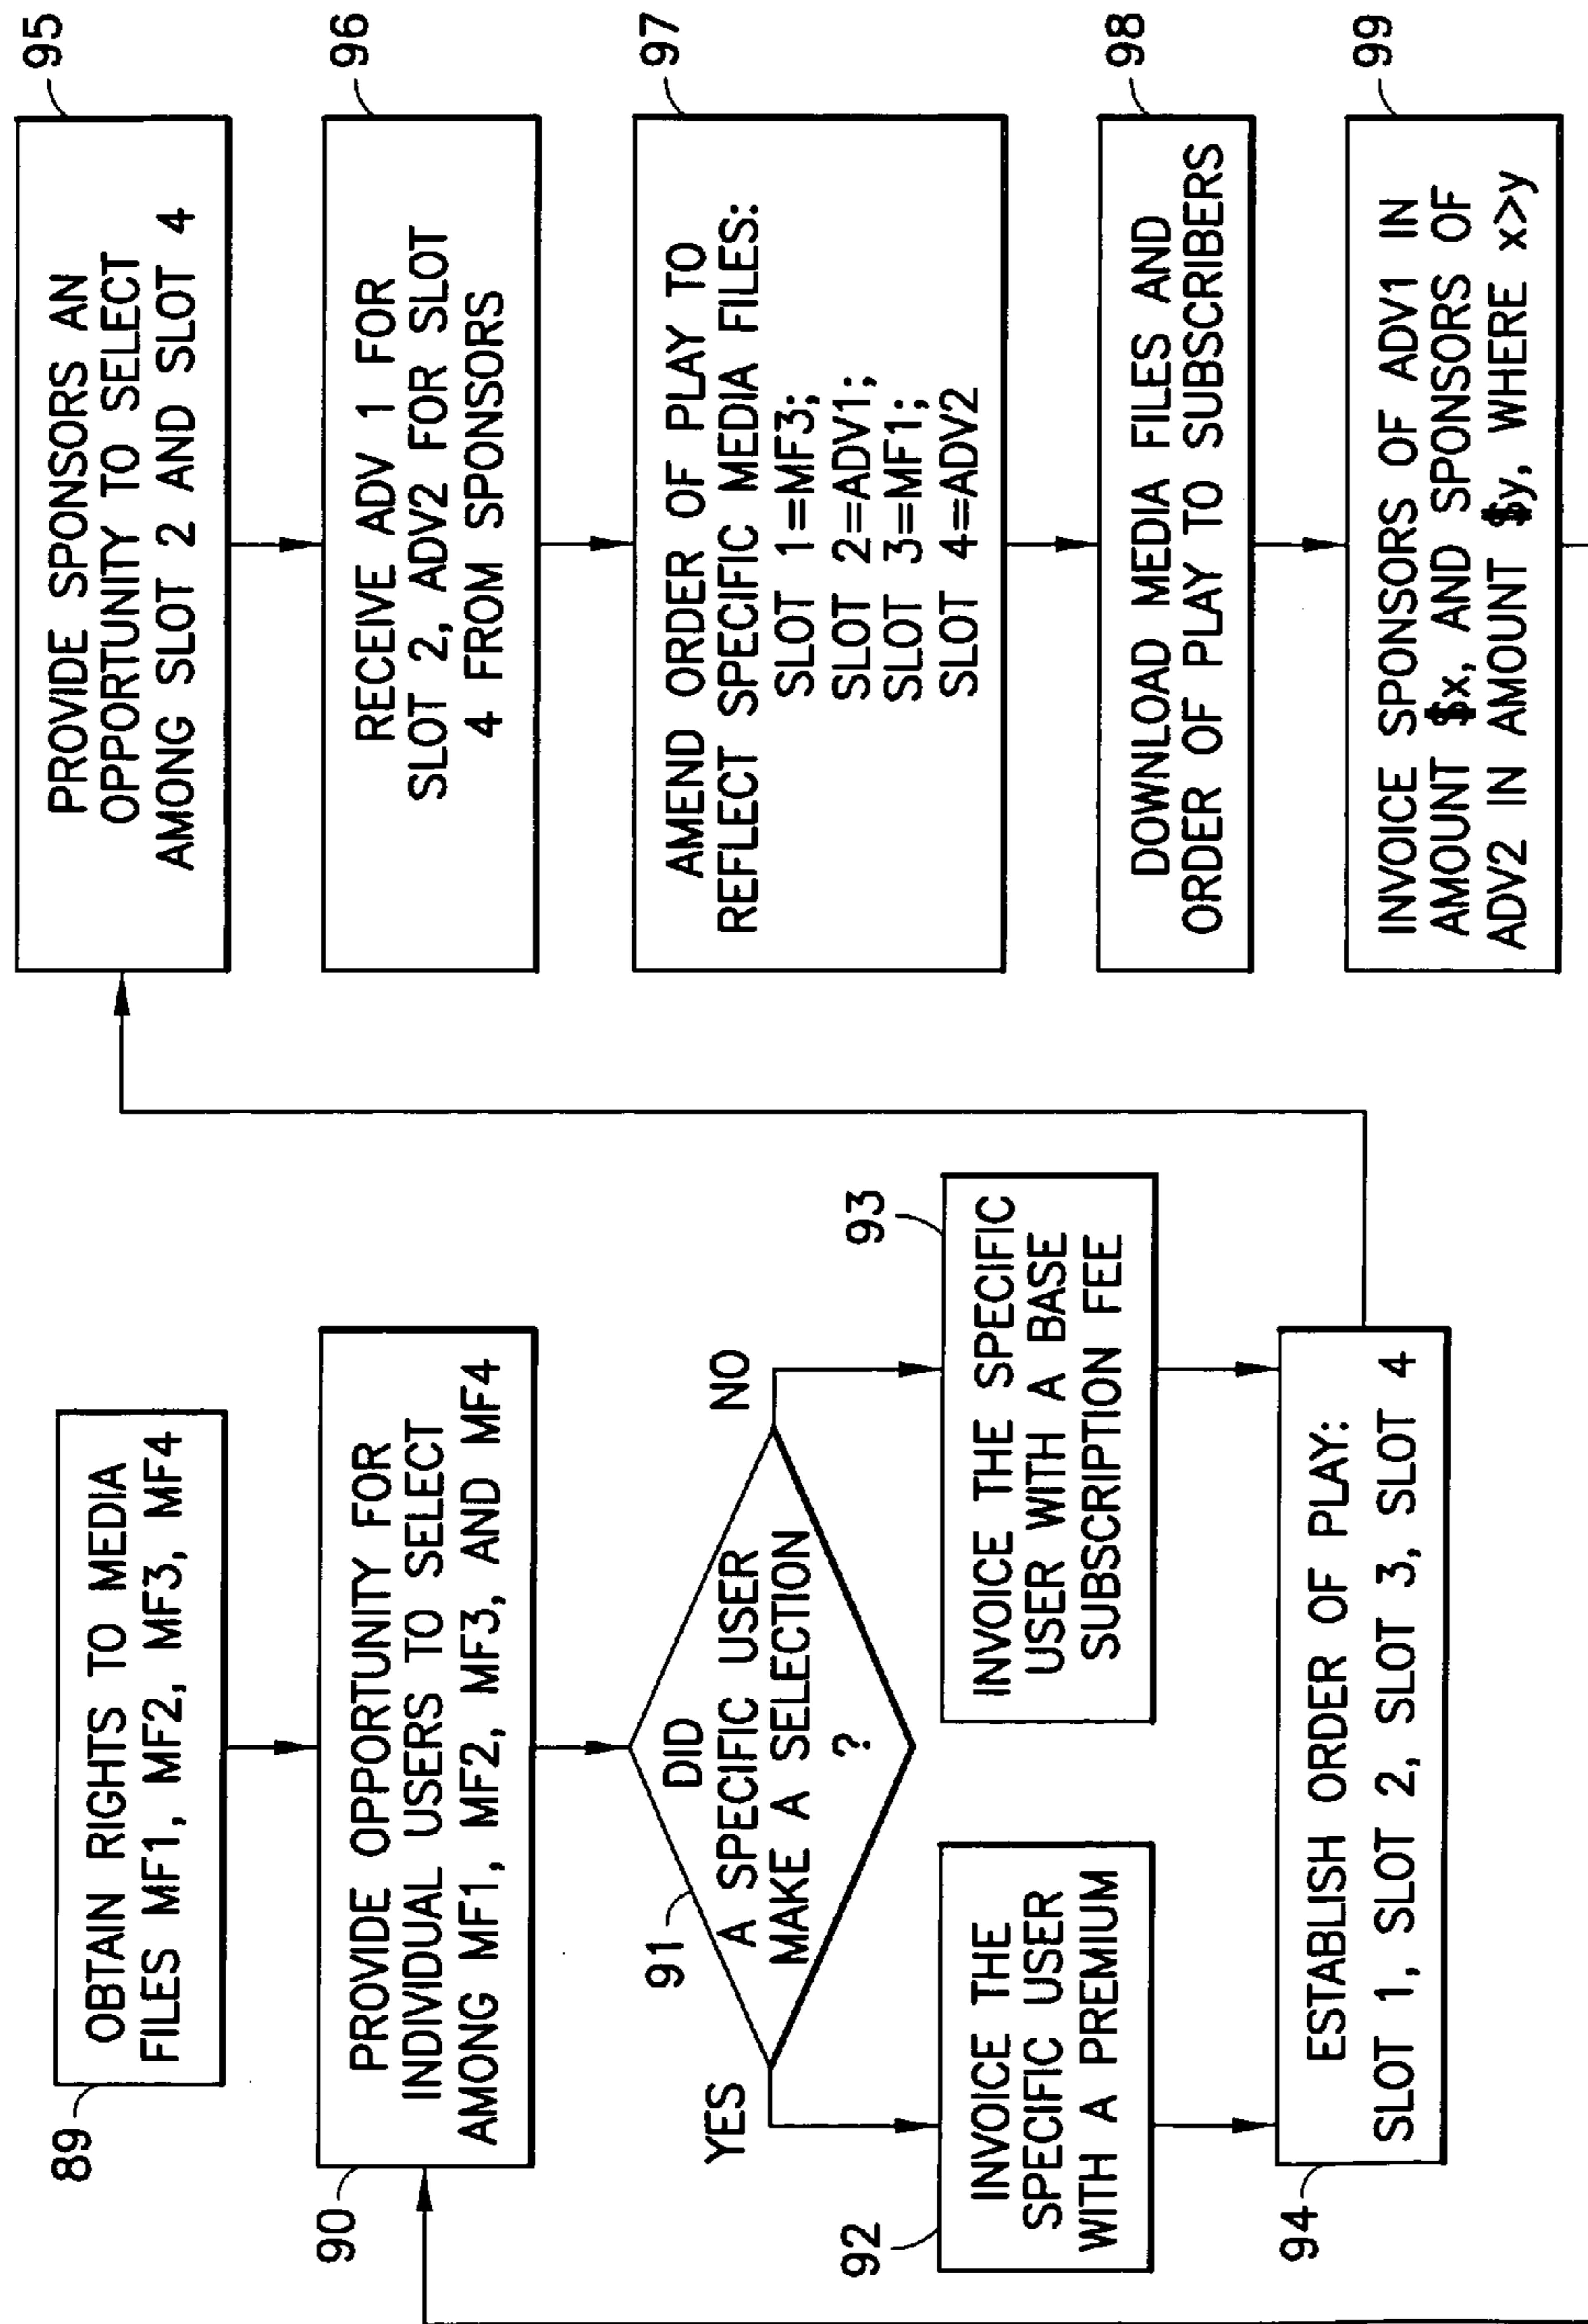 89
OBTAIN RIGHTS TO MEDIA
FILES MF1, MF2, MF3, MF4
90
PROVIDE OPPORTUNITY FOR
INDIVIDUAL USERS TO SELECT
AMONG MF1, MF2, MF3, AND MF4
91
DID
A SPECIFIC USER
MAKE A SELECTION
?
YES
NO
92
INVOICE THE
SPECIFIC USER
WITH A PREMIUM
93
INVOICE THE SPECIFIC
USER WITH A BASE
SUBSCRIPTION FEE
94
ESTABLISH ORDER OF PLAY:
SLOT 1, SLOT 2, SLOT 3, SLOT 4
95
PROVIDE SPONSORS AN
OPPORTUNITY TO SELECT
AMONG SLOT 2 AND SLOT 4
96
RECEIVE ADV 1 FOR
SLOT 2, ADV2 FOR SLOT
4 FROM SPONSORS
97
AMEND ORDER OF PLAY TO
REFLECT SPECIFIC MEDIA FILES:
SLOT 1=MF3;
SLOT 2=ADV1;
SLOT 3=MF1;
SLOT 4=ADV2
98
DOWNLOAD MEDIA FILES AND
ORDER OF PLAY TO SUBSCRIBERS
99
INVOICE SPONSORS OF ADV1 IN
AMOUNT $x, AND SPONSORS OF
ADV2 IN AMOUNT $y, WHERE x>y